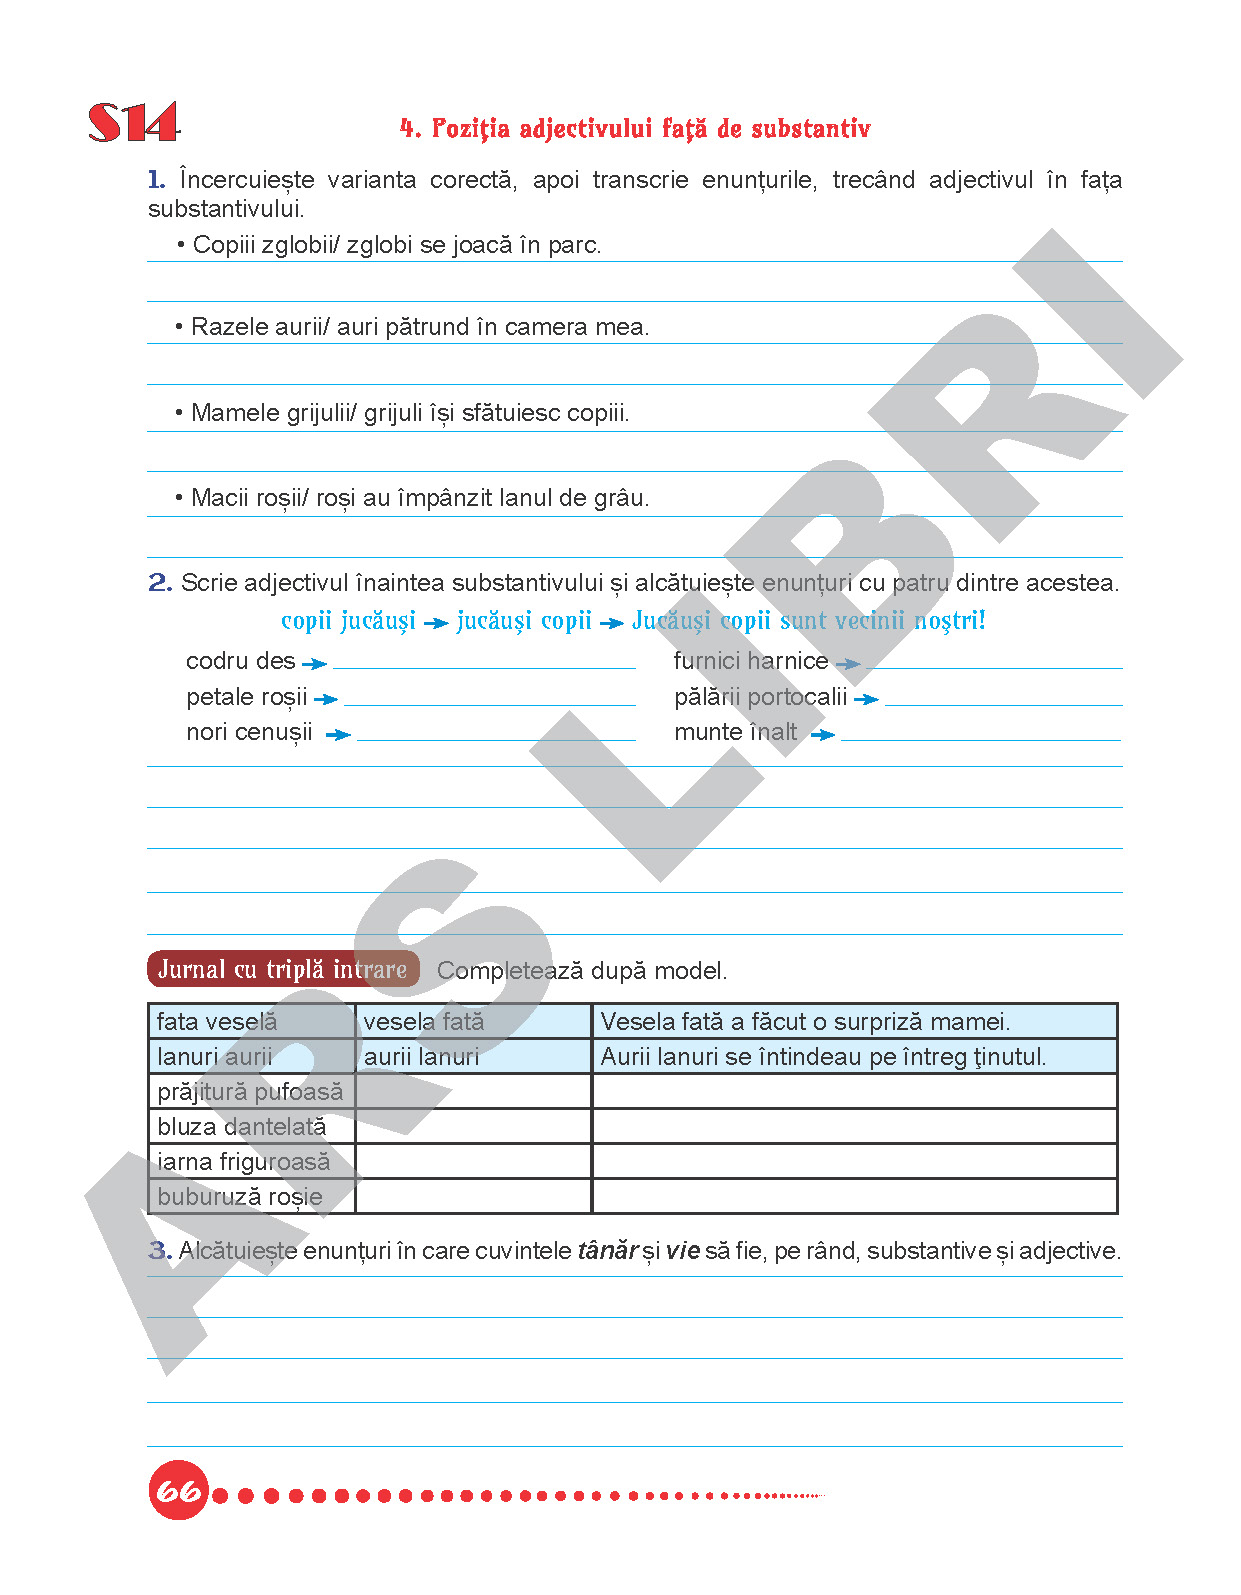 S14
4. Poziţia adjectivului faţă de substantiv
1. Încercuiește varianta corectă, apoi transcrie enunțurile, trecând adjectivul în fața
substantivului.
• Copiii zglobii/ zglobi se joacă în parc.
• Razele aurii/ auri pătrund în camera mea.
• Mamele grijulii/ grijuli își sfătuiesc copiii.
• Macii roșii/ roși au împânzit lanul de grâu.
2. Scrie adjectivul înaintea substantivului și alcătuiește enunțuri cu patru dintre acestea.
copii jucăuşi → jucăuşi copii → Jucăuşi copii sunt vecinii noştri!
codru des → furnici harnice →
petale roșii → pălării portocalii →
nori cenușii → munte înalt →
Jurnal cu triplă intrare Completează după model.
fata veselă vesela fată Vesela fată a făcut o surpriză mamei.
lanuri aurii aurii lanuri Aurii lanuri se întindeau pe întreg ţinutul.
prăjitură pufoasă
bluza dantelată
iarna friguroasă
buburuză roșie
3. Alcătuiește enunțuri în care cuvintele tânăr și vie să fie, pe rând, substantive și adjective.
66
ARS LIBRI